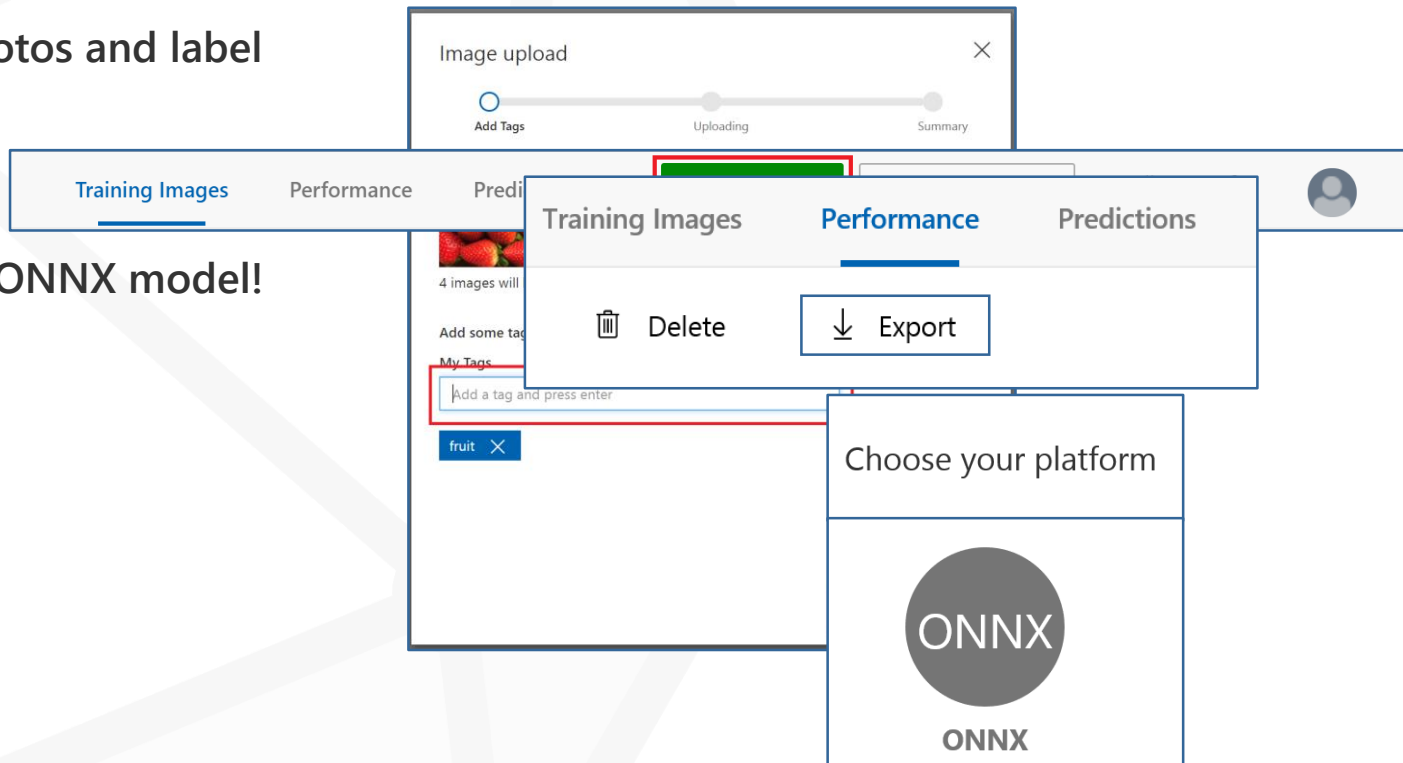 otos and label
ONNX model!
Image upload
Add Tags
Uploading
Summary
Training Images
Performance
Training Images
Performance
Predictions
Delete
Export
4 images will
Add some
My Tags
Add a tag and press enter
fruit
Choose your platform
ONNX
ONNX